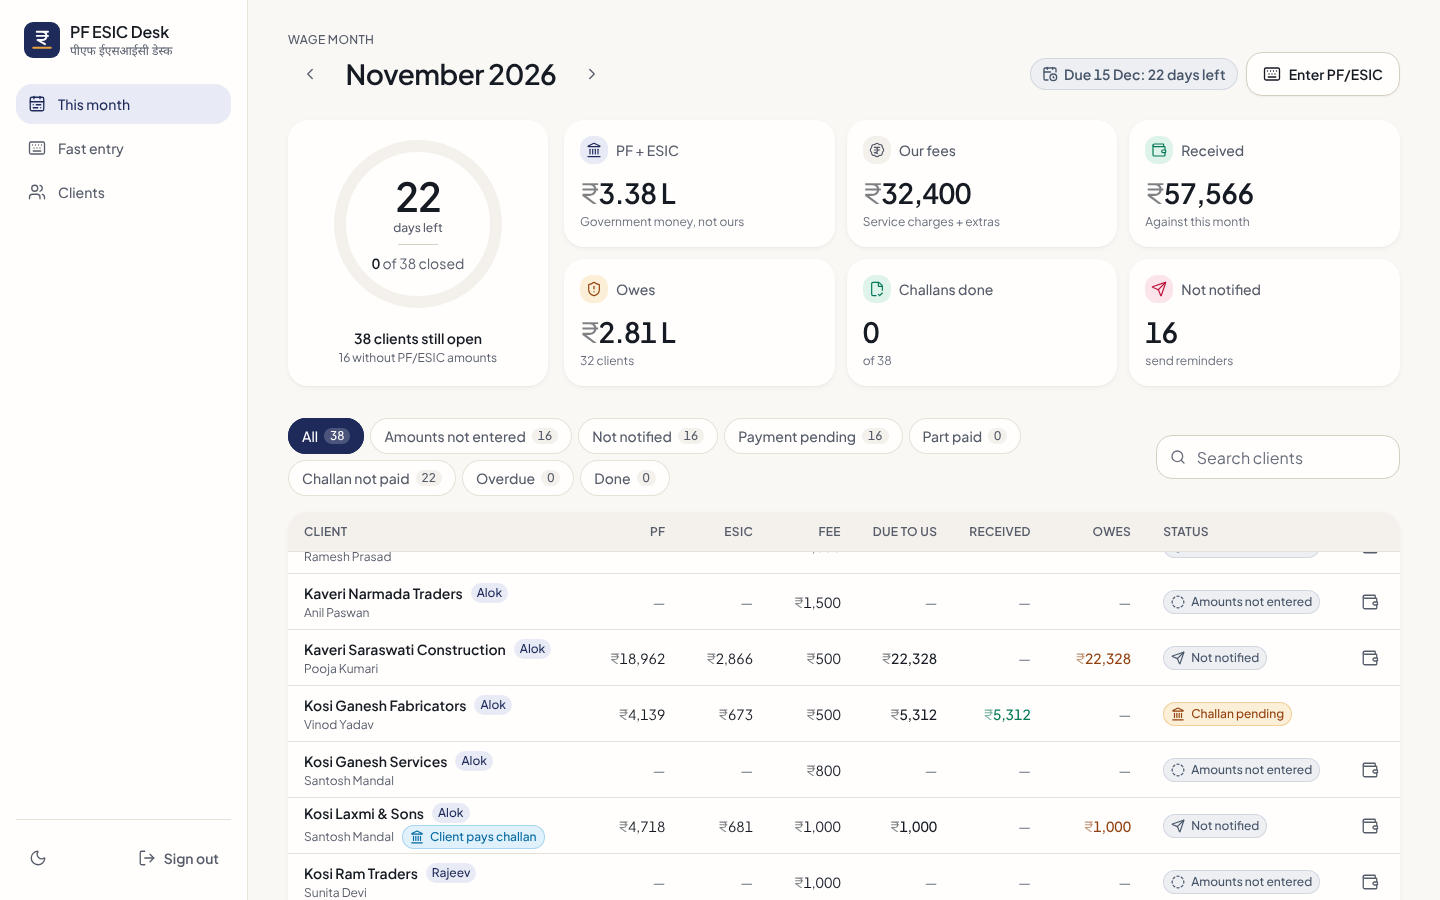 PF ESIC Desk
पीएफ ईएसआईसी डेस्क
This month
Fast entry
Clients
Sign out
WAGE MONTH
November 2026
Due 15 Dec: 22 days left
Enter PF/ESIC
22
days left
0 of 38 closed
38 clients still open
16 without PF/ESIC amounts
PF + ESIC
₹3.38 L
Government money, not ours
Our fees
₹32,400
Service charges + extras
Received
₹57,566
Against this month
Owes
₹2.81 L
32 clients
Challans done
0
of 38
Not notified
16
send reminders
All 38
Amounts not entered 16
Not notified 16
Payment pending 16
Part paid 0
Challan not paid 22
Overdue 0
Done 0
Search clients
CLIENT PF ESIC FEE DUE TO US RECEIVED OWES STATUS
Ramesh Prasad
Kaveri Narmada Traders Alok
Anil Paswan
— — ₹1,500 — — — Amounts not entered
Kaveri Saraswati Construction Alok
Pooja Kumari
₹18,962 ₹2,866 ₹500 ₹22,328 — ₹22,328 Not notified
Kosi Ganesh Fabricators Alok
Vinod Yadav
₹4,139 ₹673 ₹500 ₹5,312 ₹5,312 — Challan pending
Kosi Ganesh Services Alok
Santosh Mandal
— — ₹800 — — — Amounts not entered
Kosi Laxmi & Sons Alok
Santosh Mandal Client pays challan
₹4,718 ₹681 ₹1,000 ₹1,000 — ₹1,000 Not notified
Kosi Ram Traders Rajeev
Sunita Devi
— — ₹1,000 — — — Amounts not entered